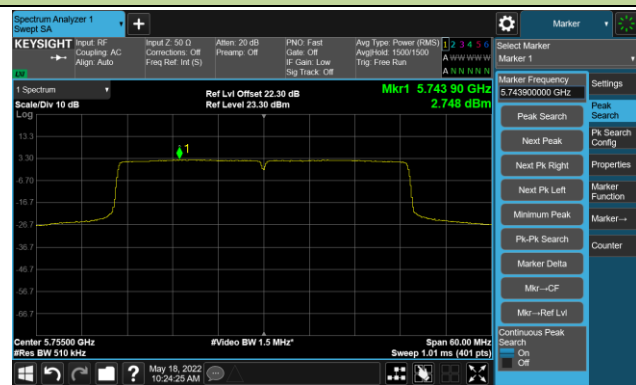 Spectrum Analyzer 1
Swept SA
Marker
KEYSIGHT Input: RF Input Z: 50 Ω Atten: 20 dB PNO: Fast Avg Type: Power (RMS) 1 2 3 4 5 6
Coupling: AC Corrections: Off Preamp: Off Gate: Off Avg|Hold: 1500/1500 A W W W W W
Align: Auto Freq Ref: Int (S) IF Gain: Low Trig: Free Run
Sig Track: Off A N N N N N
Select Marker
Marker 1
1 Spectrum
Scale/Div 10 dB
Log
Ref Lvl Offset 22.30 dB
Ref Level 23.30 dBm
Mkr1 5.743 90 GHz
2.748 dBm
13.3
3.30
-6.70
-16.7
-26.7
-36.7
-46.7
-56.7
-66.7
1
Center 5.75500 GHz #Video BW 1.5 MHz* Span 60.00 MHz
#Res BW 510 kHz Sweep 1.01 ms (401 pts)
Marker Frequency
5.743900000 GHz
Peak Search
Next Peak
Next Pk Right
Next Pk Left
Minimum Peak
Pk-Pk Search
Marker Delta
Mkr→CF
Mkr→Ref Lvl
Continuous Peak
Search
On
Off
Settings
Peak
Search
Pk Search
Config
Properties
Marker
Function
Marker→
Counter
May 18, 2022
10:24:25 AM